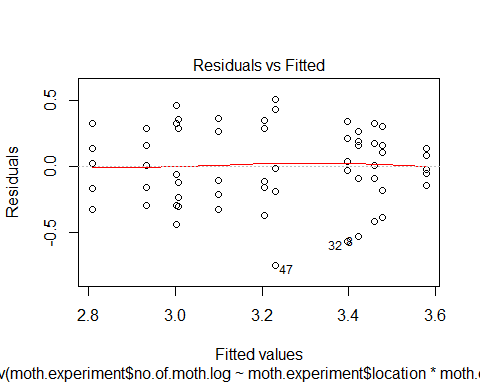 Residuals vs Fitted
Residuals
0.5
0.0
-0.5
47
32
2.8 3.0 3.2 3.4 3.6
Fitted values
v(moth.experiment$no.of.moth.log ~ moth.experiment$location * moth.e